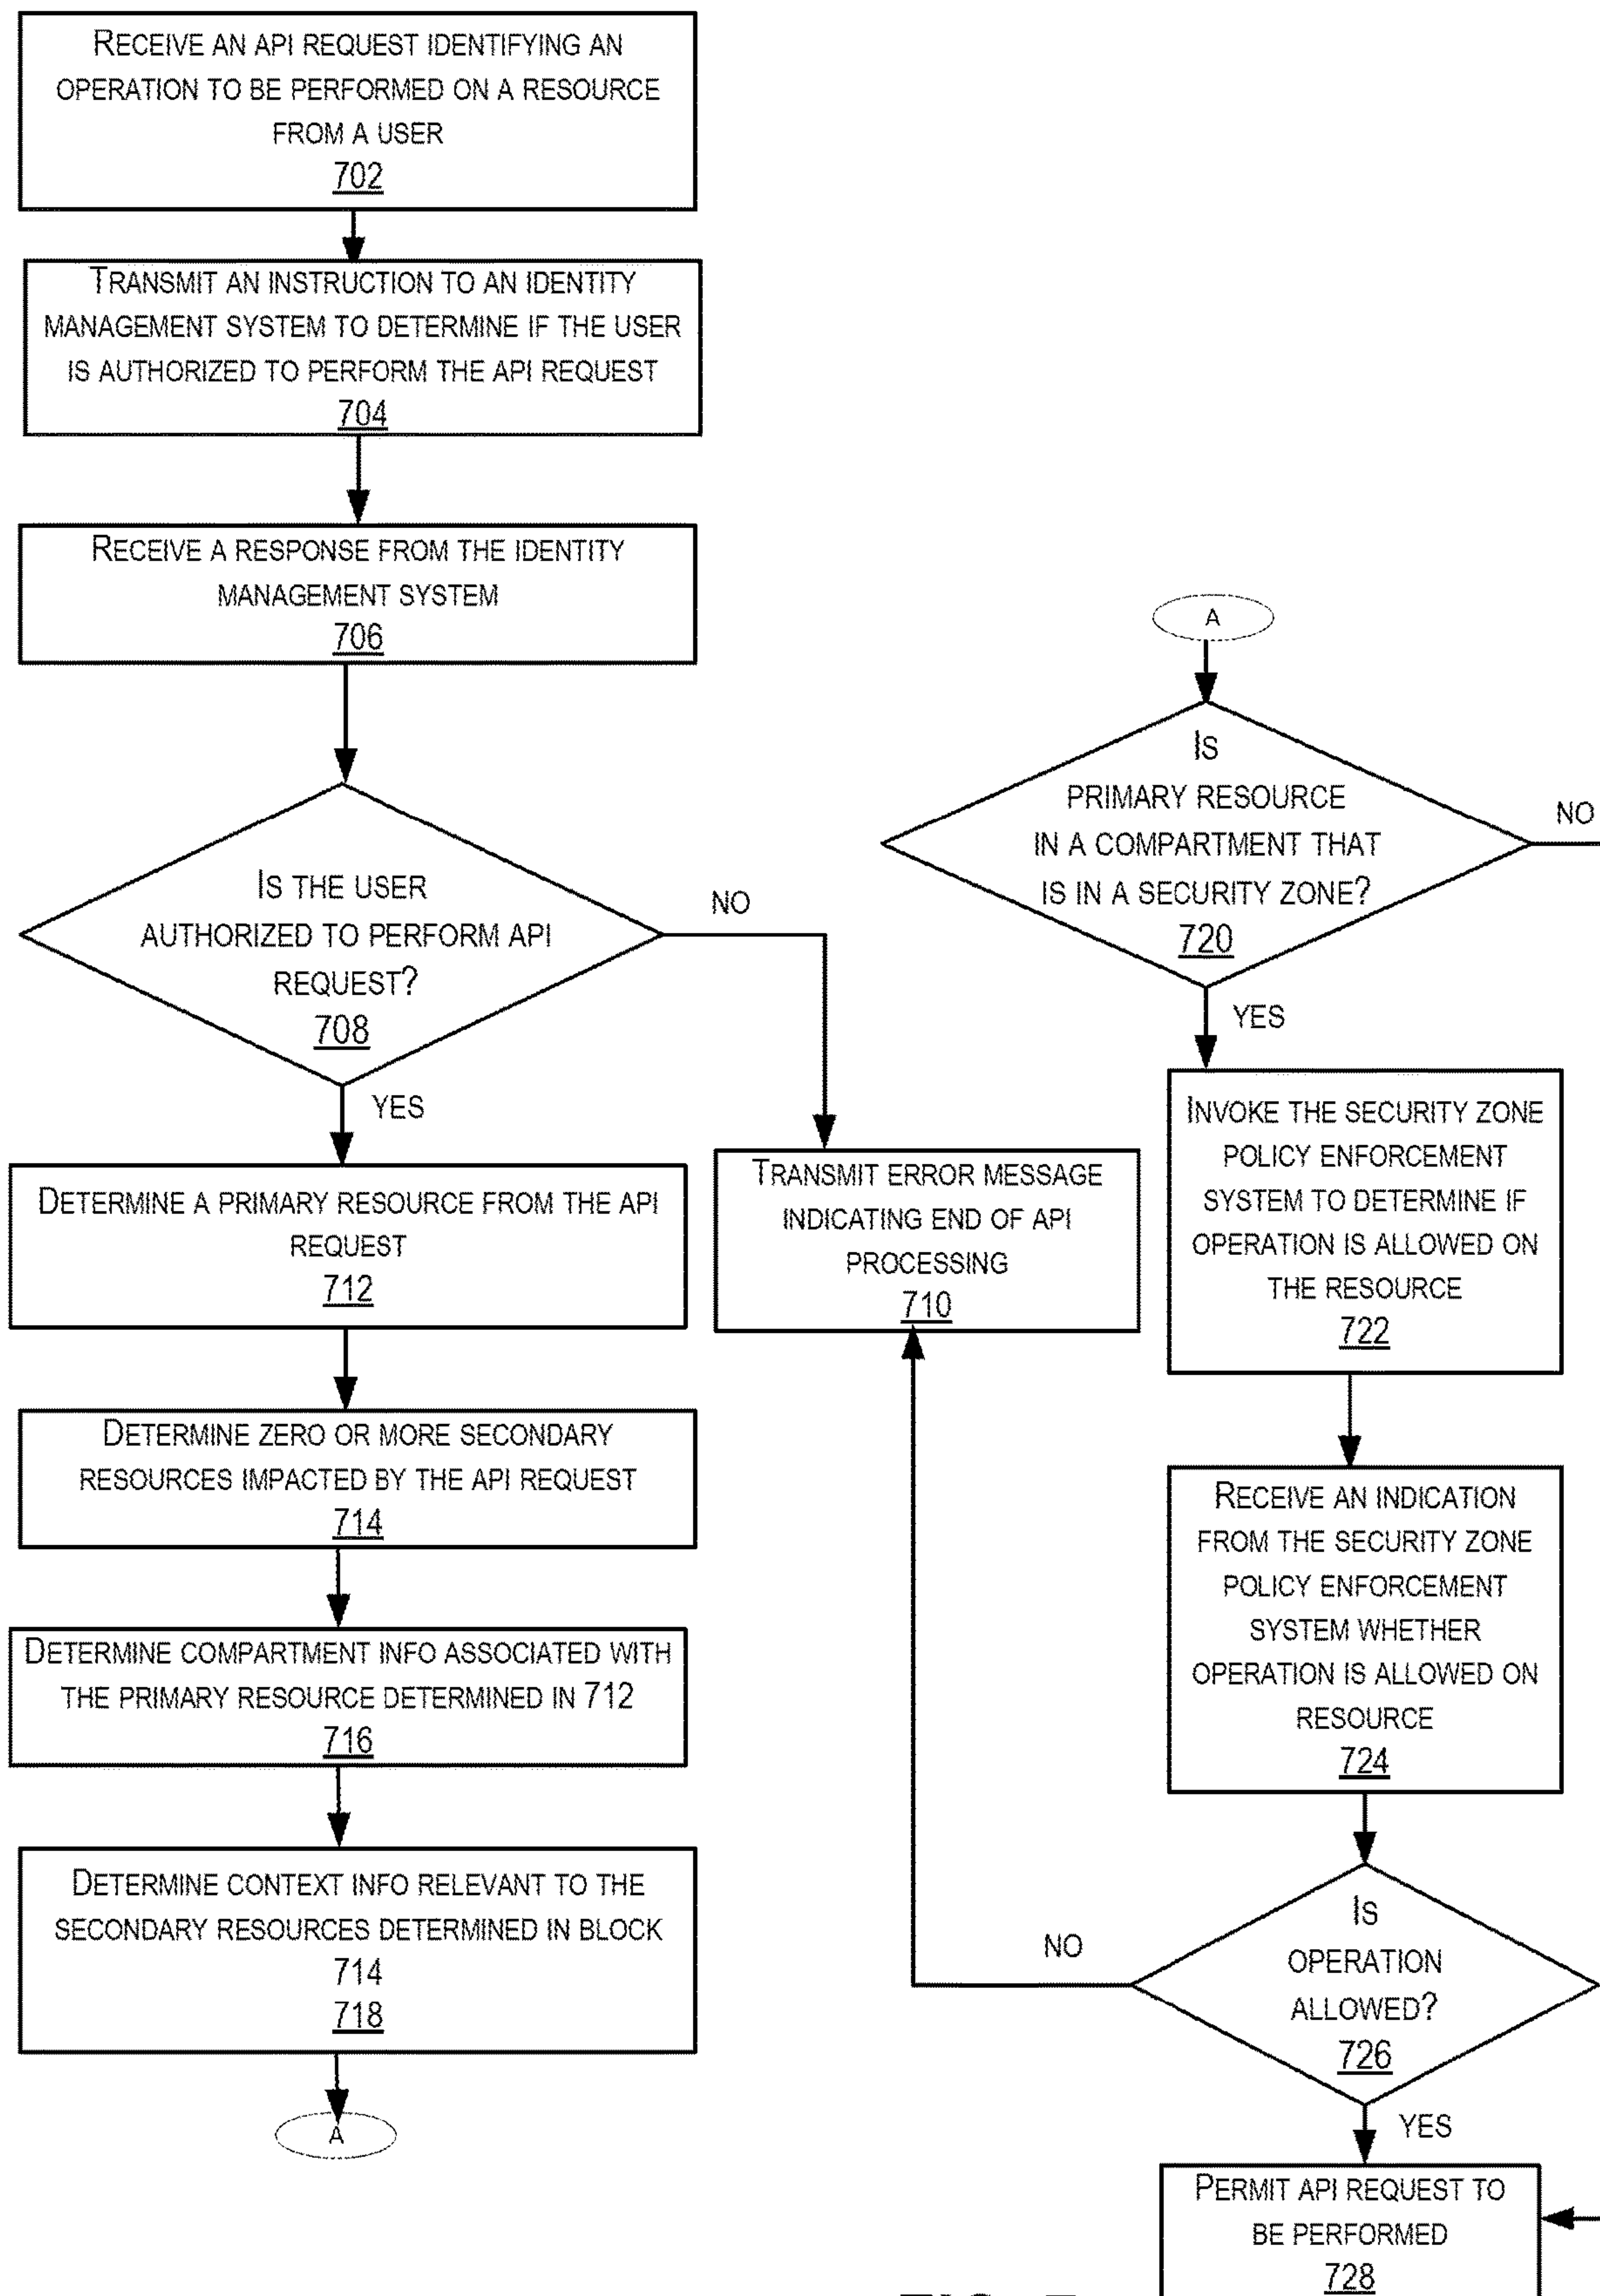 RECEIVE AN API REQUEST IDENTIFYING AN
OPERATION TO BE PERFORMED ON A RESOURCE
FROM A USER
702
TRANSMIT AN INSTRUCTION TO AN IDENTITY
MANAGEMENT SYSTEM TO DETERMINE IF THE USER
IS AUTHORIZED TO PERFORM THE API REQUEST
704
RECEIVE A RESPONSE FROM THE IDENTITY
MANAGEMENT SYSTEM
706
IS THE USER
AUTHORIZED TO PERFORM API
REQUEST?
708
NO
YES
TRANSMIT ERROR MESSAGE
INDICATING END OF API
PROCESSING
710
DETERMINE A PRIMARY RESOURCE FROM THE API
REQUEST
712
DETERMINE ZERO OR MORE SECONDARY
RESOURCES IMPACTED BY THE API REQUEST
714
DETERMINE COMPARTMENT INFO ASSOCIATED WITH
THE PRIMARY RESOURCE DETERMINED IN 712
716
DETERMINE CONTEXT INFO RELEVANT TO THE
SECONDARY RESOURCES DETERMINED IN BLOCK
714
718
A
A
IS
PRIMARY RESOURCE
IN A COMPARTMENT THAT
IS IN A SECURITY ZONE?
720
NO
YES
INVOKE THE SECURITY ZONE
POLICY ENFORCEMENT
SYSTEM TO DETERMINE IF
OPERATION IS ALLOWED ON
THE RESOURCE
722
RECEIVE AN INDICATION
FROM THE SECURITY ZONE
POLICY ENFORCEMENT
SYSTEM WHETHER
OPERATION IS ALLOWED ON
RESOURCE
724
IS
OPERATION
ALLOWED?
726
NO
YES
PERMIT API REQUEST TO
BE PERFORMED
728